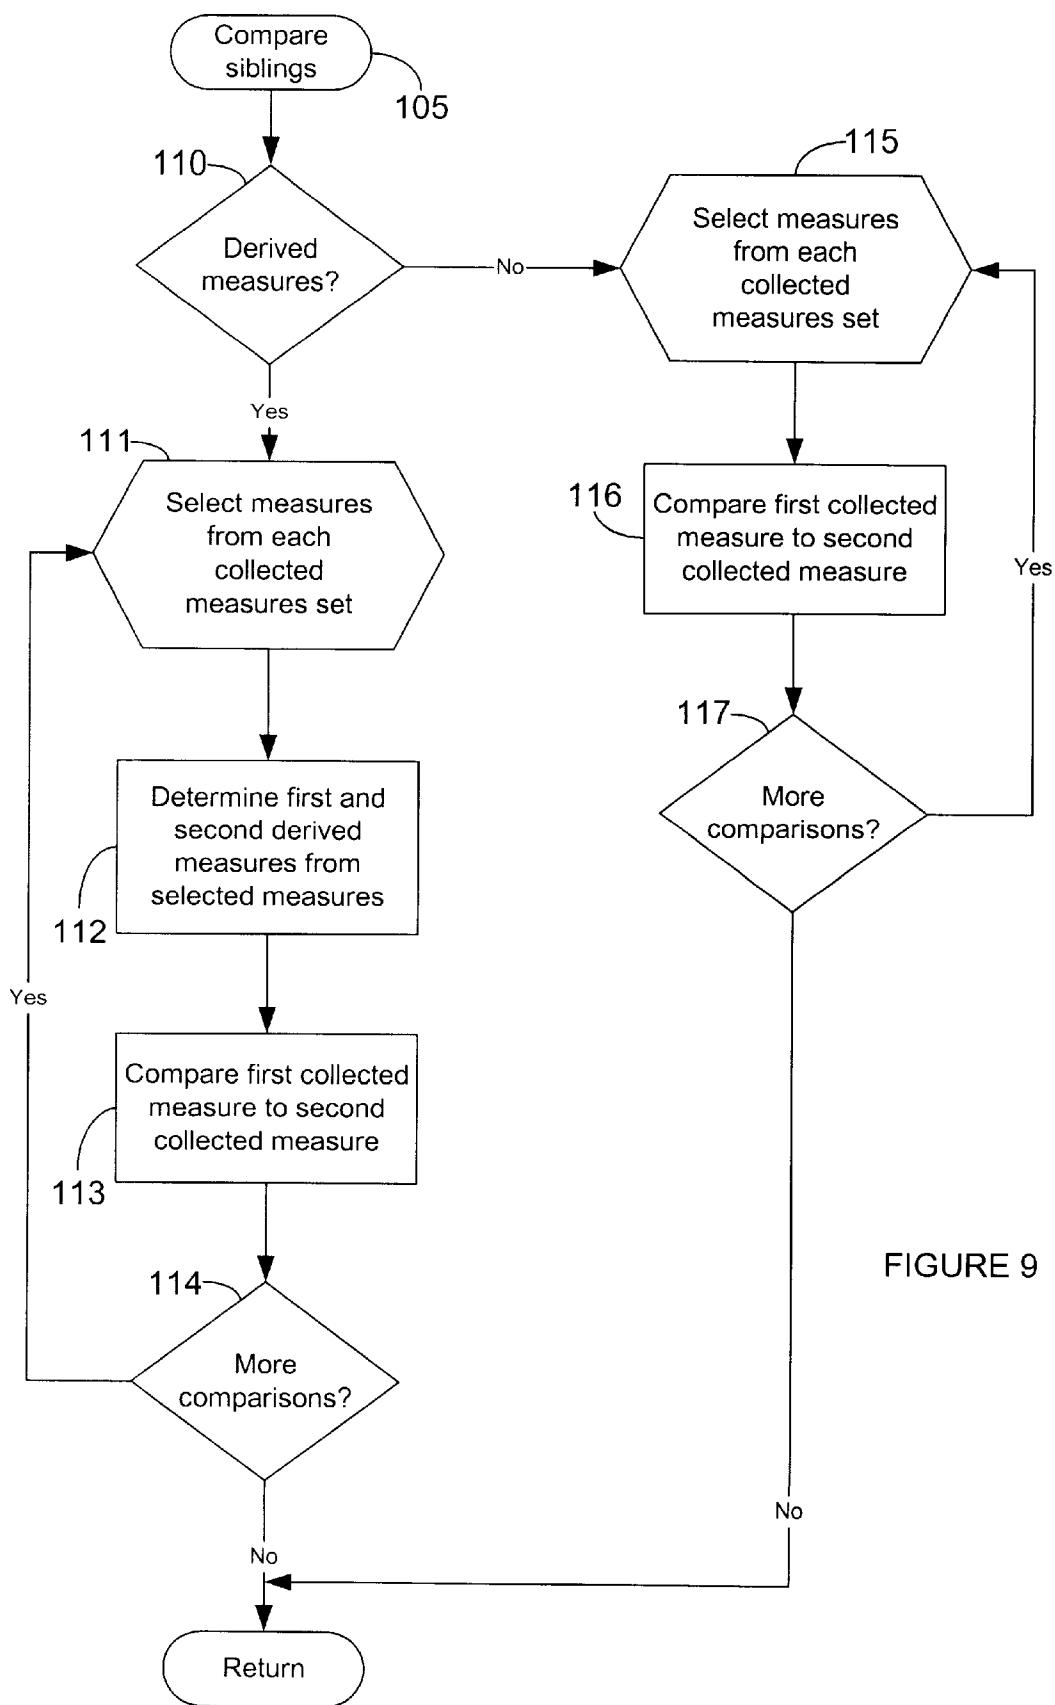 Compare
siblings
105
110
Derived
measures?
No
115
Select measures
from each
collected
measures set
Yes
111
Select measures
from each
collected
measures set
116
Compare first collected
measure to second
collected measure
Yes
117
More
comparisons?
Determine first and
second derived
measures from
selected measures
112
Yes
Compare first collected
measure to second
collected measure
113
FIGURE 9
114
More
comparisons?
No
No
Return